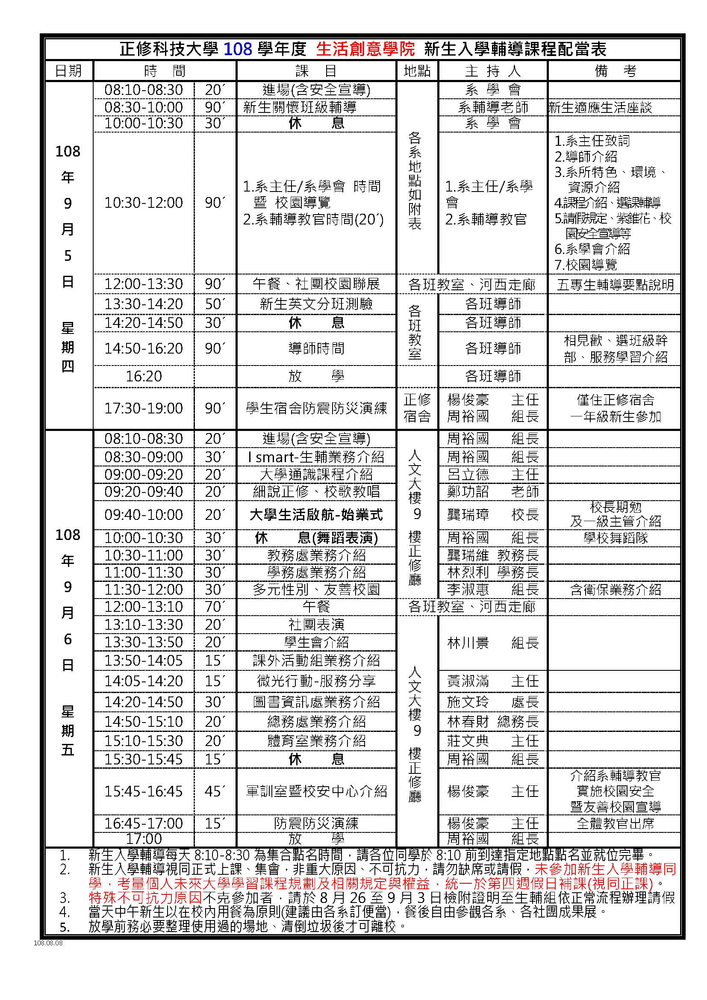 正修科技大學 108 學年度 生活創意學院 新生入學輔導課程配當表
日期 時 間 課 目 地點 主 持 人 備 考
108 年 9 月 5 日 星期四
08:10-08:30 20´ 進場(含安全宣導) 系 學 會
08:30-10:00 90´ 新生關懷班級輔導 系輔導老師 新生適應生活座談
10:00-10:30 30´ 休 息 系 學 會
各系地點如附表
10:30-12:00 90´
1.系主任/系學會 時間
暨 校園導覽
2.系輔導教官時間(20´)
1.系主任/系學
會
2.系輔導教官
1.系主任致詞
2.導師介紹
3.系所特色、環境、
資源介紹
4.課程介紹、選課輔導
5.請假規定、紫錐花、校
園安全宣導等
6.系學會介紹
7.校園導覽
12:00-13:30 90´ 午餐、社團校園聯展 各班教室、河西走廊 五專生輔導要點說明
13:30-14:20 50´ 新生英文分班測驗 各班導師
各班教室
14:20-14:50 30´ 休 息 各班導師
14:50-16:20 90´ 導師時間 各班導師
相見歡、選班級幹
部、服務學習介紹
16:20 放 學 各班導師
17:30-19:00 90´ 學生宿舍防震防災演練
正修
宿舍
楊俊豪 主任
周裕國 組長
僅住正修宿舍
一年級新生參加
108 年 9 月 6 日 星期五
08:10-08:30 20´ 進場(含安全宣導) 周裕國 組長
人文大樓 9 樓正修廳
08:30-09:00 30´ I smart-生輔業務介紹 周裕國 組長
09:00-09:20 20´ 大學通識課程介紹 呂立德 主任
09:20-09:40 20´ 細說正修、校歌教唱 鄭功詔 老師
09:40-10:00 20´ 大學生活啟航-始業式 龔瑞璋 校長
校長期勉
及一級主管介紹
10:00-10:30 30´ 休 息(舞蹈表演) 周裕國 組長 學校舞蹈隊
10:30-11:00 30´ 教務處業務介紹 龔瑞維 教務長
11:00-11:30 30´ 學務處業務介紹 林烈利 學務長
11:30-12:00 30´ 多元性別、友善校園 李淑惠 組長 含衛保業務介紹
12:00-13:10 70´ 午餐 各班教室、河西走廊
13:10-13:30 20´ 社團表演
13:30-13:50 20´ 學生會介紹 林川景 組長
13:50-14:05 15´ 課外活動組業務介紹
人文大樓 9 樓正修廳
14:05-14:20 15´ 微光行動-服務分享 黃淑滿 主任
14:20-14:50 30´ 圖書資訊處業務介紹 施文玲 處長
14:50-15:10 20´ 總務處業務介紹 林春財 總務長
15:10-15:30 20´ 體育室業務介紹 莊文典 主任
15:30-15:45 15´ 休 息 周裕國 組長
15:45-16:45 45´ 軍訓室暨校安中心介紹 楊俊豪 主任
介紹系輔導教官
實施校園安全
暨友善校園宣導
16:45-17:00 15´ 防震防災演練 楊俊豪 主任 全體教官出席
17:00 放 學 周裕國 組長
1. 新生入學輔導每天 8:10-8:30 為集合點名時間，請各位同學於 8:10 前到達指定地點點名並就位完畢。
2. 新生入學輔導視同正式上課、集會，非重大原因、不可抗力，請勿缺席或請假，未參加新生入學輔導同
學，考量個人未來大學學習課程規劃及相關規定與權益，統一於第四週假日補課(視同正課)。
3. 特殊不可抗力原因不克參加者，請於 8 月 26 至 9 月 3 日檢附證明至生輔組依正常流程辦理請假
4. 當天中午新生以在校內用餐為原則(建議由各系訂便當)，餐後自由參觀各系、各社團成果展。
5. 放學前務必要整理使用過的場地、清倒垃圾後才可離校。
108.08.08